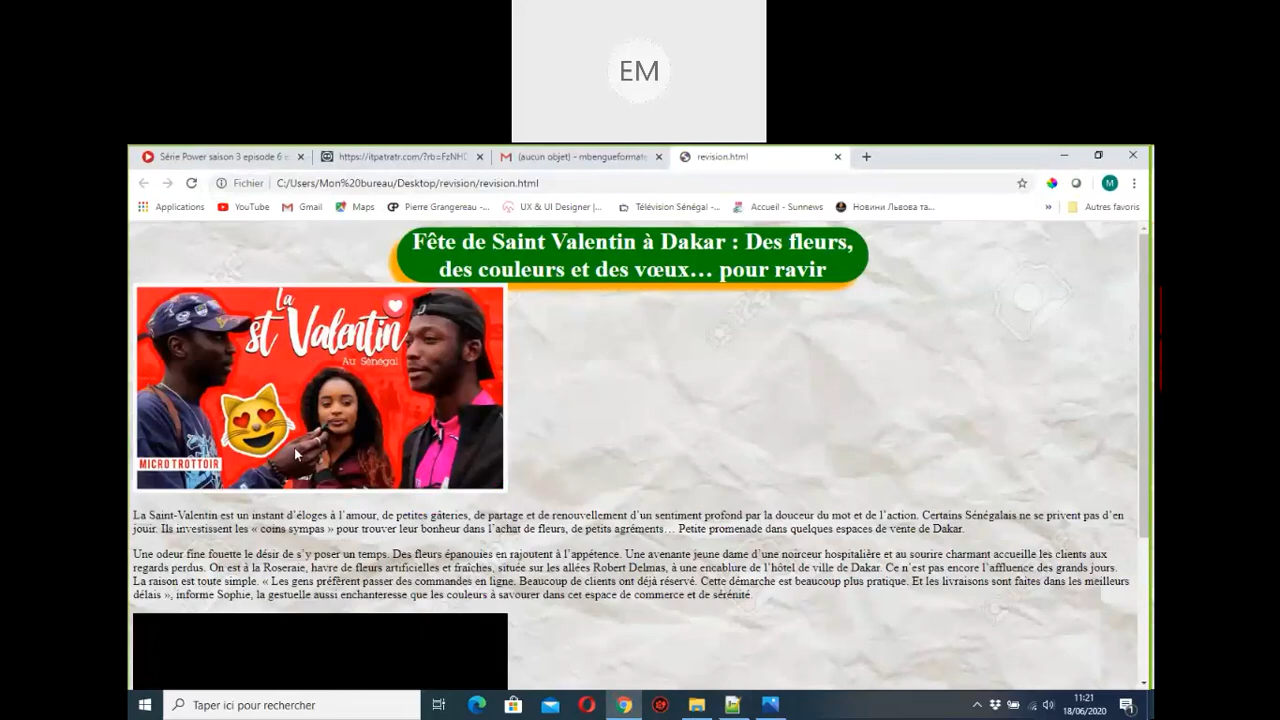 EM
Série Power saison 3 episode 6 e
https://itpatratr.com/?rb=FzNHD
(aucun objet) - mbengueformat
revision.html
Fichier
C:/Users/Mon%20bureau/Desktop/revision/revision.html
M
Applications
YouTube
Gmail
Maps
Pierre Grangereau -...
UX & UI Designer |...
Télévision Sénégal -...
Accueil - Sunnews
Новини Львова та...
»
Autres favoris
Fête de Saint Valentin à Dakar : Des fleurs,
des couleurs et des vœux… pour ravir
La
st Valentin
Au Sénégal
MICRO TROTTOIR
La Saint-Valentin est un instant d’éloges à l’amour, de petites gâteries, de partage et de renouvellement d’un sentiment profond par la douceur du mot et de l’action. Certains Sénégalais ne se privent pas d’en
jouir. Ils investissent les « coins sympas » pour trouver leur bonheur dans l’achat de fleurs, de petits agréments… Petite promenade dans quelques espaces de vente de Dakar.
Une odeur fine fouette le désir de s’y poser un temps. Des fleurs épanouies en rajoutent à l’appétence. Une avenante jeune dame d’une noirceur hospitalière et au sourire charmant accueille les clients aux
regards perdus. On est à la Roseraie, havre de fleurs artificielles et fraîches, située sur les allées Robert Delmas, à une encablure de l’hôtel de ville de Dakar. Ce n’est pas encore l’affluence des grands jours.
La raison est toute simple. « Les gens préfèrent passer des commandes en ligne. Beaucoup de clients ont déjà réservé. Cette démarche est beaucoup plus pratique. Et les livraisons sont faites dans les meilleurs
délais », informe Sophie, la gestuelle aussi enchanteresse que les couleurs à savourer dans cet espace de commerce et de sérénité.
Taper ici pour rechercher
11:21
18/06/2020